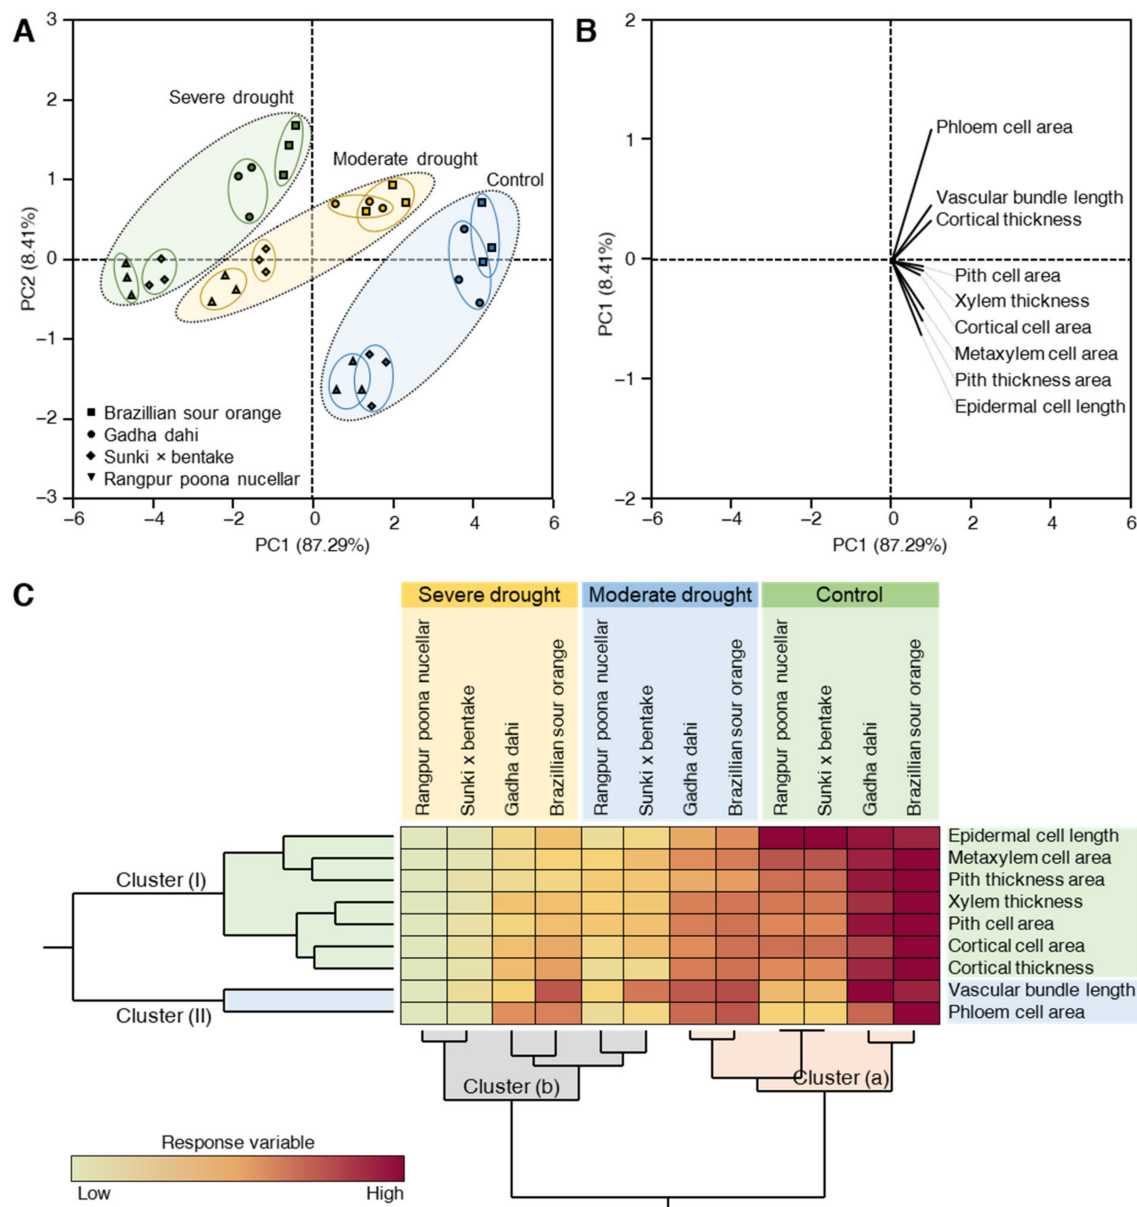 A
3
2
1
0
−1
−2
−3
PC2 (8.41%)
−6
−4
−2
0
2
4
6
PC1 (87.29%)
Severe drought
Moderate drought
Control
Brazillian sour orange
Gadha dahi
Sunki × bentake
Rangpur poona nucellar
B
2
1
0
−1
−2
PC1 (8.41%)
−6
−4
−2
0
2
4
6
PC1 (87.29%)
Phloem cell area
Vascular bundle length
Cortical thickness
Pith cell area
Xylem thickness
Cortical cell area
Metaxylem cell area
Pith thickness area
Epidermal cell length
C
Severe drought
Moderate drought
Control
Rangpur poona nucellar
Sunki x bentake
Gadha dahi
Brazillian sour orange
Rangpur poona nucellar
Sunki x bentake
Gadha dahi
Brazillian sour orange
Rangpur poona nucellar
Sunki x bentake
Gadha dahi
Brazillian sour orange
Epidermal cell length
Metaxylem cell area
Pith thickness area
Xylem thickness
Pith cell area
Cortical cell area
Cortical thickness
Vascular bundle length
Phloem cell area
Cluster (I)
Cluster (II)
Cluster (b)
Cluster (a)
Response variable
Low
High